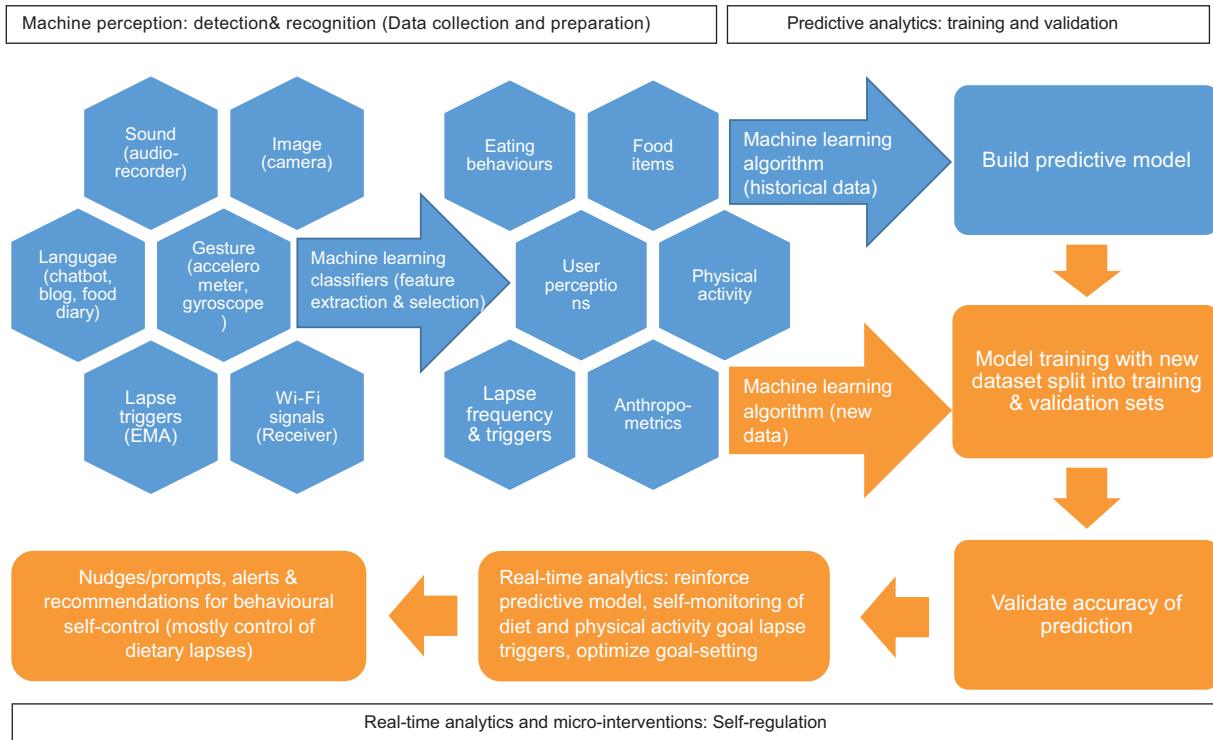 Machine perception: detection& recognition (Data collection and preparation)
Predictive analytics: training and validation
Sound
(audio-
recorder)
Image
(camera)
Langugae
(chatbot,
blog, food
diary)
Gesture
(accelero
meter,
gyroscope
)
Lapse
triggers
(EMA)
Wi-Fi
signals
(Receiver)
Machine learning
classifiers (feature
extraction & selection)
Eating
behaviours
Food
items
User
perceptio
ns
Physical
activity
Lapse
frequency
& triggers
Anthropo-
metrics
Machine learning
algorithm
(historical data)
Build predictive model
Machine learning
algorithm (new
data)
Model training with new
dataset split into training
& validation sets
Validate accuracy of
prediction
Real-time analytics: reinforce
predictive model, self-monitoring of
diet and physical activity goal lapse
triggers, optimize goal-setting
Nudges/prompts, alerts &
recommendations for behavioural
self-control (mostly control of
dietary lapses)
Real-time analytics and micro-interventions: Self-regulation